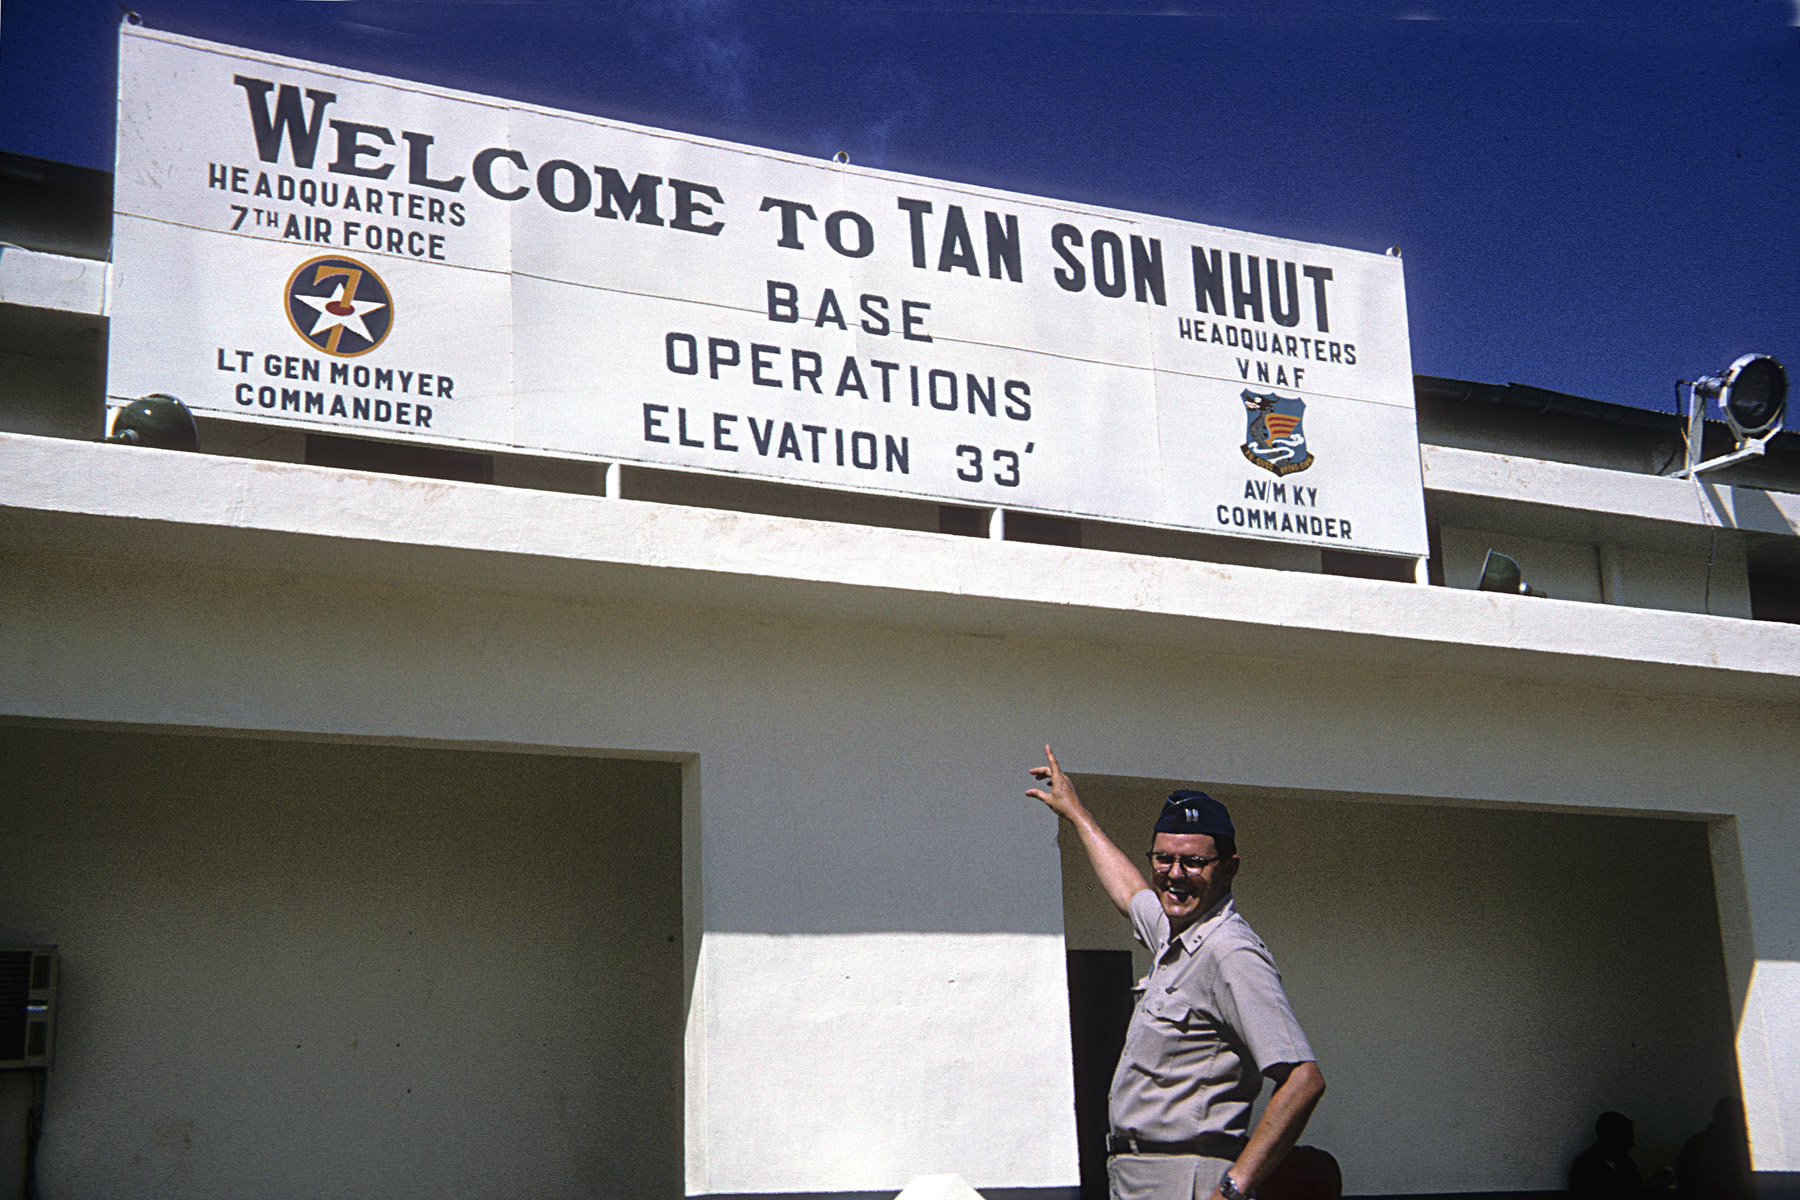 WELCOME TO TAN SON NHUT
HEADQUARTERS
7TH AIR FORCE
7
LT GEN MOMYER
COMMANDER
BASE
OPERATIONS
ELEVATION 33'
HEADQUARTERS
VNAF
AV/M KY
COMMANDER